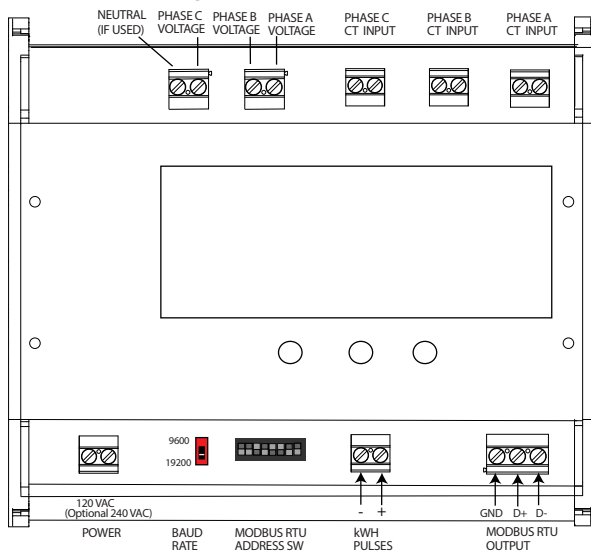 NEUTRAL PHASE C PHASE B PHASE A PHASE C PHASE B PHASE A
(IF USED) VOLTAGE VOLTAGE VOLTAGE CT INPUT CT INPUT CT INPUT
9600
19200
120 VAC
(Optional 240 VAC) - + GND D+ D-
POWER BAUD MODBUS RTU kWH MODBUS RTU
RATE ADDRESS SW PULSES OUTPUT